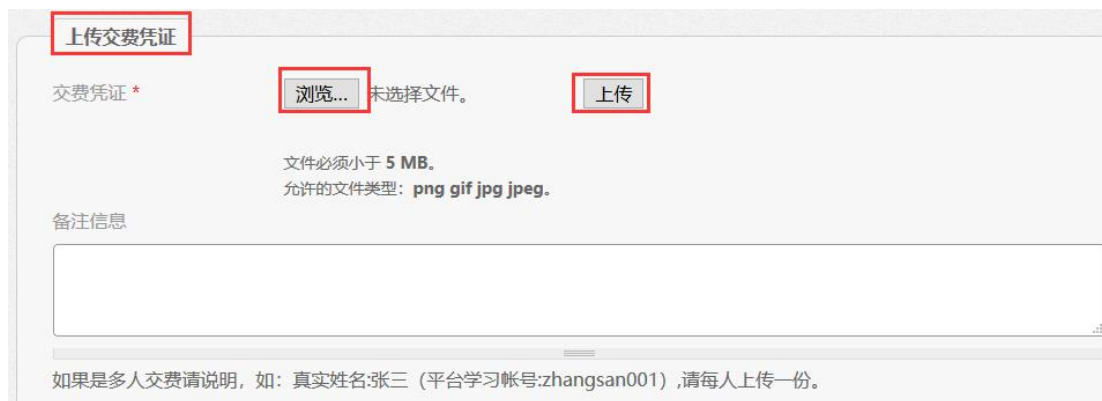 上传交费凭证
交费凭证 * 浏览... 未选择文件。 上传
文件必须小于 5 MB。
允许的文件类型：png gif jpg jpeg。
备注信息
如果是多人交费请说明，如：真实姓名:张三（平台学习帐号:zhangsan001）,请每人上传一份。